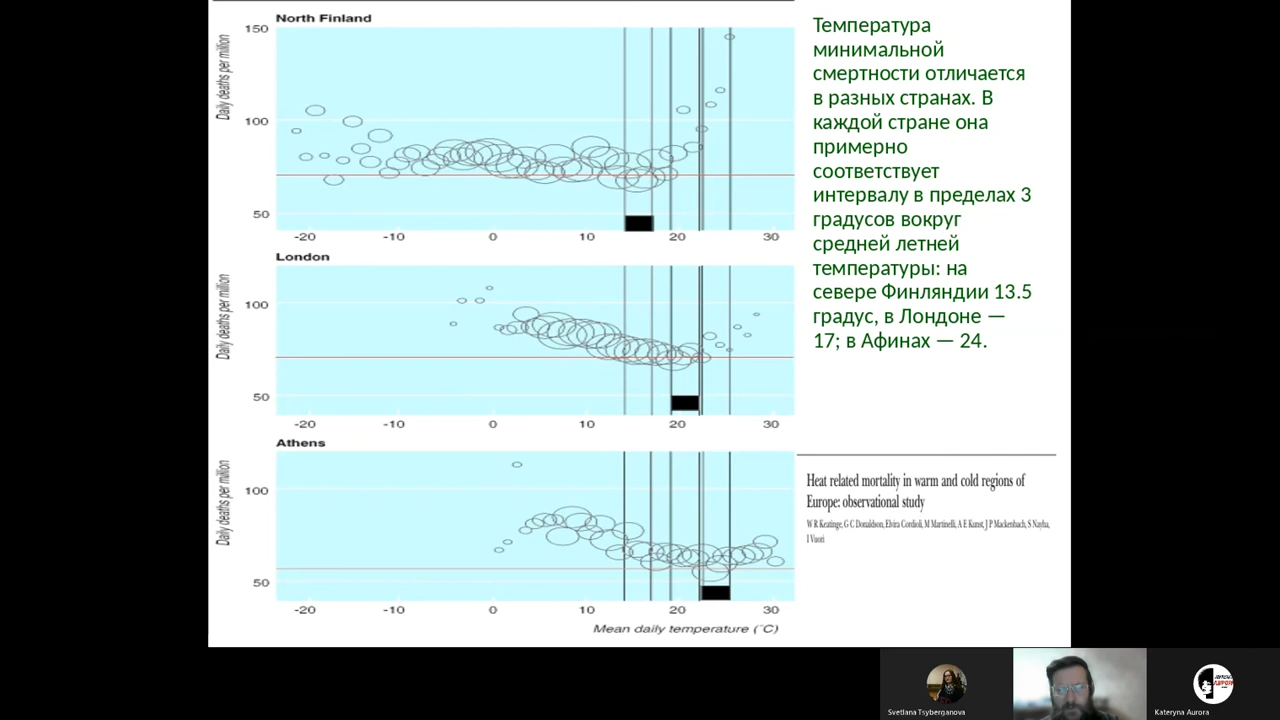 North Finland
Daily deaths per million
150
100
50
-20 -10 0 10 20 30
London
Daily deaths per million
100
50
-20 -10 0 10 20 30
Athens
Daily deaths per million
100
50
-20 -10 0 10 20 30
Mean daily temperature (°C)
Температура
минимальной
смертности отличается
в разных странах. В
каждой стране она
примерно
соответствует
интервалу в пределах 3
градусов вокруг
средней летней
температуры: на
севере Финляндии 13.5
градус, в Лондоне —
17; в Афинах — 24.
Heat related mortality in warm and cold regions of
Europe: observational study
W R Keatinge, G C Donaldson, Elvira Cordioli, M Martinelli, A E Kunst, J P Mackenbach, S Nayha,
I Vuori
Svetlana Tsyberganova
Kateryna Aurora